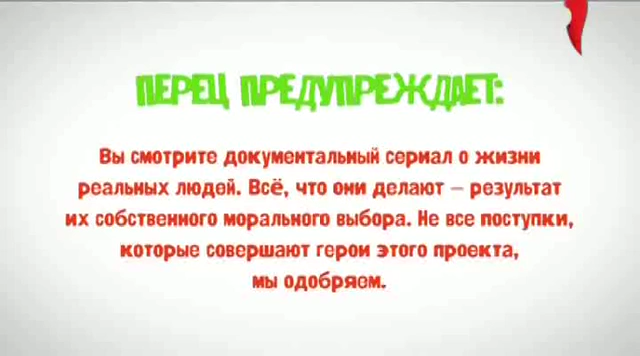 ПЕРЕЦ ПРЕДУПРЕЖДАЕТ:
Вы смотрите документальный сериал о жизни
реальных людей. Всё, что они делают – результат
их собственного морального выбора. Не все поступки,
которые совершают герои этого проекта,
мы одобряем.